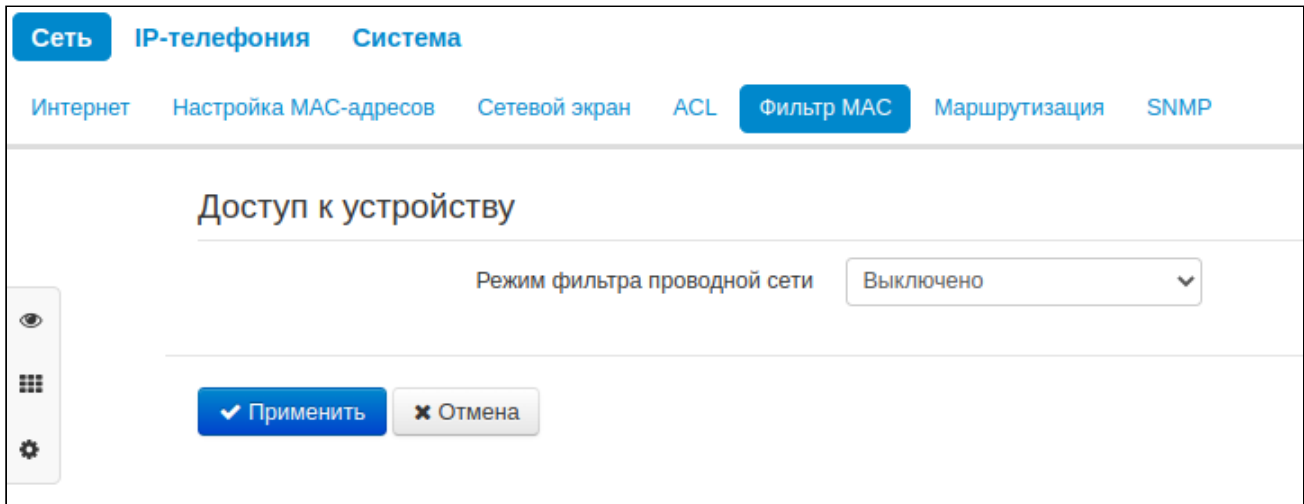 Сеть IP-телефония Система
Интернет Настройка MAC-адресов Сетевой экран ACL Фильтр MAC Маршрутизация SNMP
Доступ к устройству
Режим фильтра проводной сети Выключено
Применить Отмена